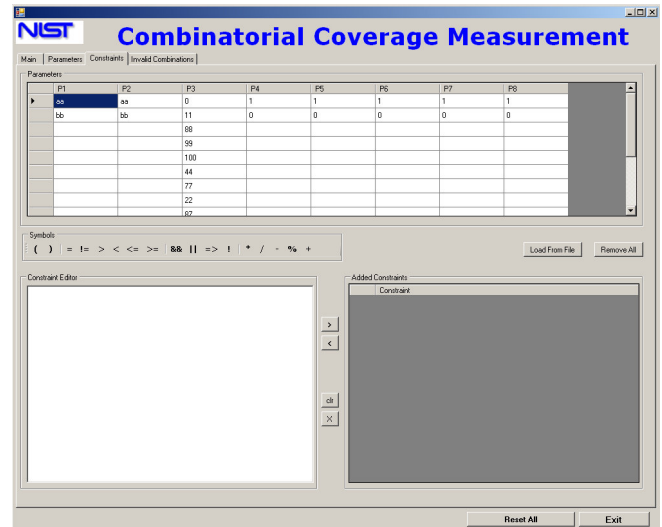 NIST
Combinatorial Coverage Measurement
Main Parameters Constraints Invalid Combinations
Parameters
P1 P2 P3 P4 P5 P6 P7 P8
aa aa 0 1 1 1 1 1
bb bb 11 0 0 0 0 0
88
99
100
44
77
22
87
Symbols
( ) = != > < <= >= && || => ! * / - % +
Load From File Remove All
Constraint Editor Added Constraints
Constraint
>
<
clr
X
Reset All Exit